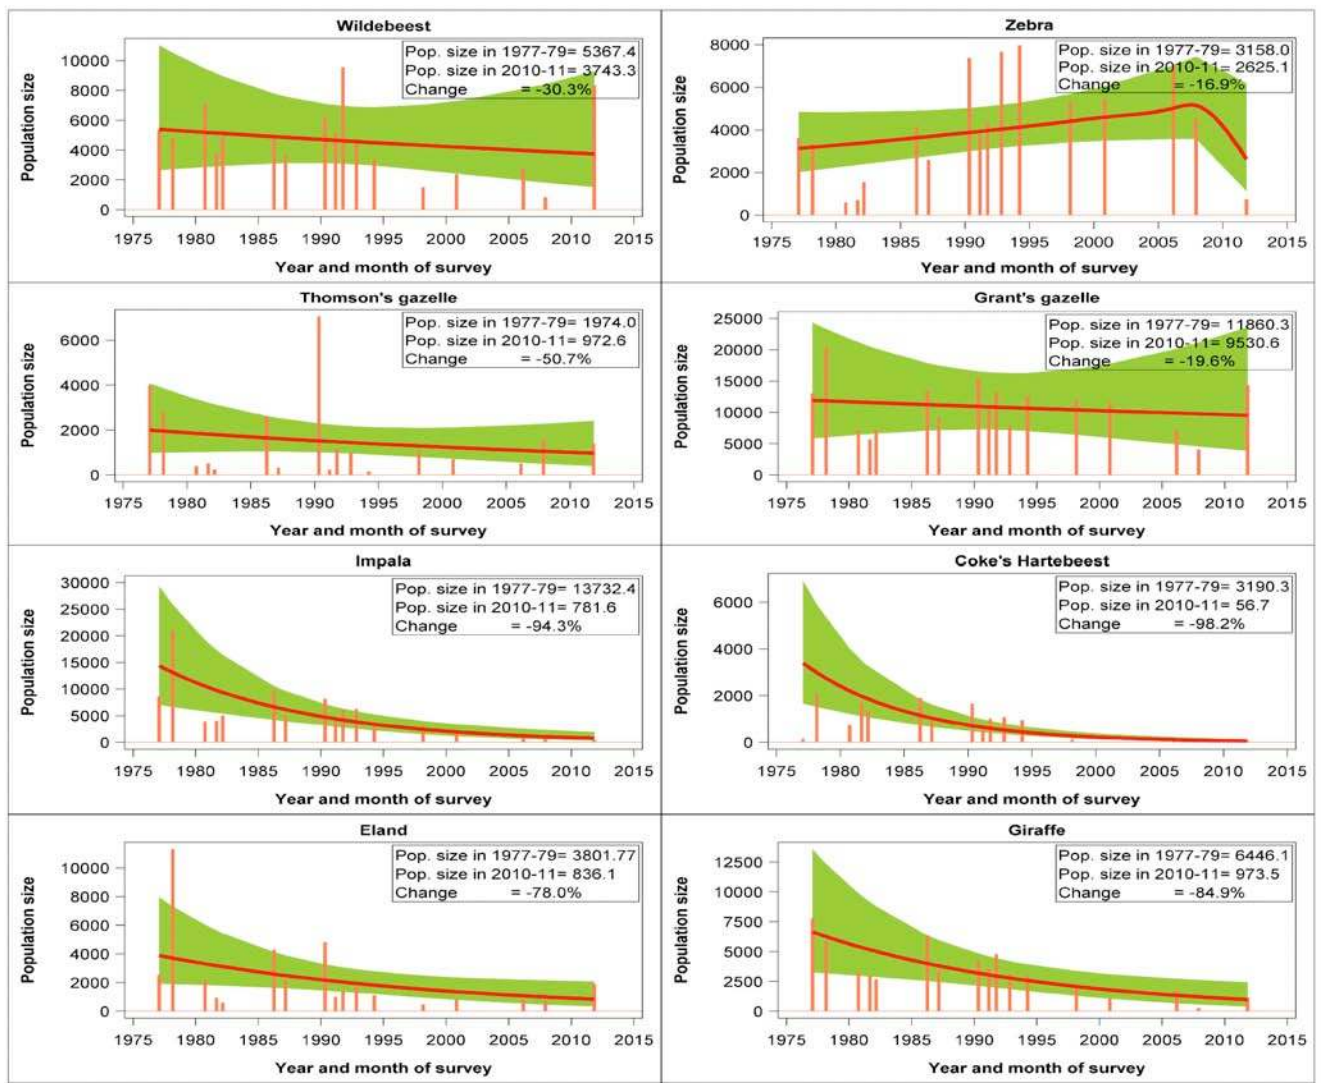 Wildebeest
Pop. size in 1977-79= 5367.4
Pop. size in 2010-11= 3743.3
Change = -30.3%
Population size
10000
8000
6000
4000
2000
0
1975 1980 1985 1990 1995 2000 2005 2010 2015
Year and month of survey
Zebra
Pop. size in 1977-79= 3158.0
Pop. size in 2010-11= 2625.1
Change = -16.9%
Population size
8000
6000
4000
2000
0
1975 1980 1985 1990 1995 2000 2005 2010 2015
Year and month of survey
Thomson's gazelle
Pop. size in 1977-79= 1974.0
Pop. size in 2010-11= 972.6
Change = -50.7%
Population size
6000
4000
2000
0
1975 1980 1985 1990 1995 2000 2005 2010 2015
Year and month of survey
Grant's gazelle
Pop. size in 1977-79= 11860.3
Pop. size in 2010-11= 9530.6
Change = -19.6%
Population size
25000
20000
15000
10000
5000
0
1975 1980 1985 1990 1995 2000 2005 2010 2015
Year and month of survey
Impala
Pop. size in 1977-79= 13732.4
Pop. size in 2010-11= 781.6
Change = -94.3%
Population size
30000
25000
20000
15000
10000
5000
0
1975 1980 1985 1990 1995 2000 2005 2010 2015
Year and month of survey
Coke's Hartebeest
Pop. size in 1977-79= 3190.3
Pop. size in 2010-11= 56.7
Change = -98.2%
Population size
6000
4000
2000
0
1975 1980 1985 1990 1995 2000 2005 2010 2015
Year and month of survey
Eland
Pop. size in 1977-79= 3801.77
Pop. size in 2010-11= 836.1
Change = -78.0%
Population size
10000
8000
6000
4000
2000
0
1975 1980 1985 1990 1995 2000 2005 2010 2015
Year and month of survey
Giraffe
Pop. size in 1977-79= 6446.1
Pop. size in 2010-11= 973.5
Change = -84.9%
Population size
12500
10000
7500
5000
2500
0
1975 1980 1985 1990 1995 2000 2005 2010 2015
Year and month of survey